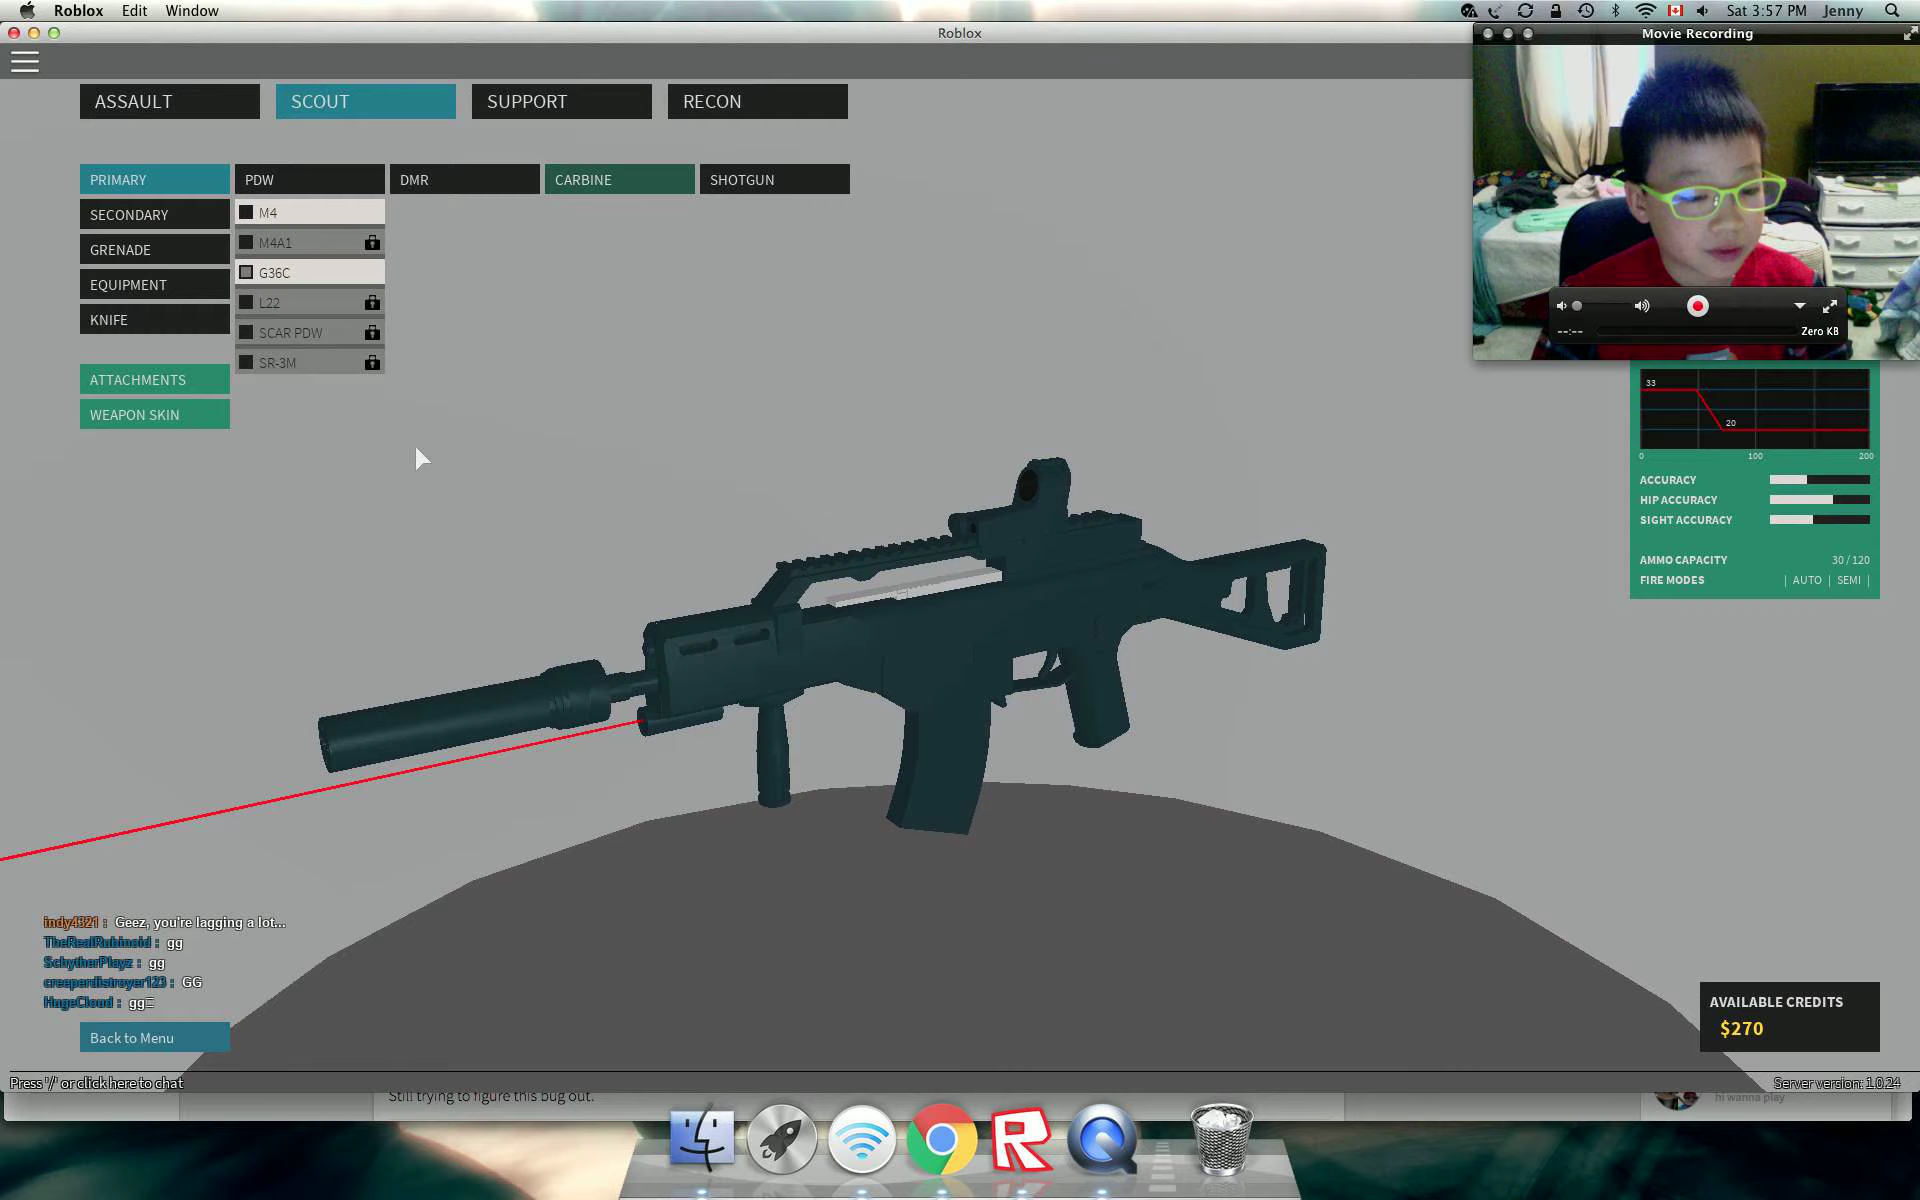 Roblox Edit Window Sat 3:57 PM Jenny
Roblox
Movie Recording
ASSAULT SCOUT SUPPORT RECON
PRIMARY PDW DMR CARBINE SHOTGUN
SECONDARY
GRENADE
EQUIPMENT
KNIFE
ATTACHMENTS
WEAPON SKIN
M4
M4A1
G36C
L22
SCAR PDW
SR-3M
--:-- Zero KB
33
20
0 100 200
ACCURACY
HIP ACCURACY
SIGHT ACCURACY
AMMO CAPACITY 30 / 120
FIRE MODES | AUTO | SEMI |
indy4321 : Geez, you're lagging a lot...
TheRealRubinoid : gg
SchytherPlayz : gg
creeperdistroyer123 : GG
HugeCloud : gg
Back to Menu
AVAILABLE CREDITS
$270
Press '/' or click here to chat
Server version: 1.0.24
Still trying to figure this bug out.
hi wanna play